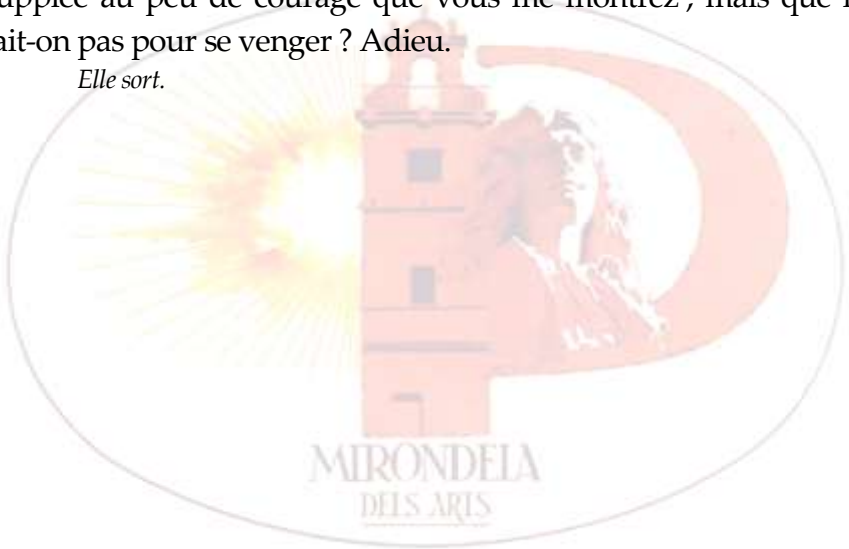 supplice au peu de courage que vous me montrez ; mais que
ait-on pas pour se venger ? Adieu.
Elle sort.
MIRONDELA
DELS ARTS